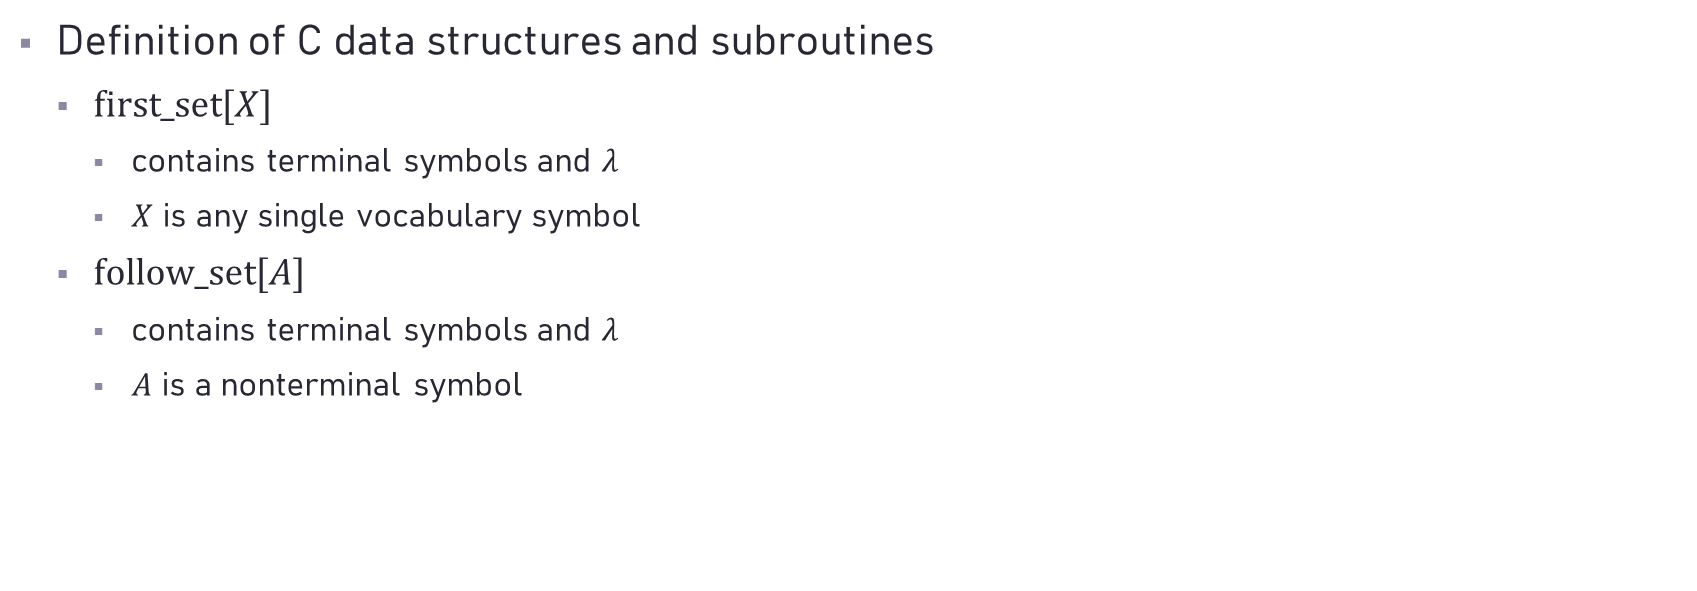 ▪ Definition of C data structures and subroutines
▪ first_set[X]
▪ contains terminal symbols and λ
▪ X is any single vocabulary symbol
▪ follow_set[A]
▪ contains terminal symbols and λ
▪ A is a nonterminal symbol